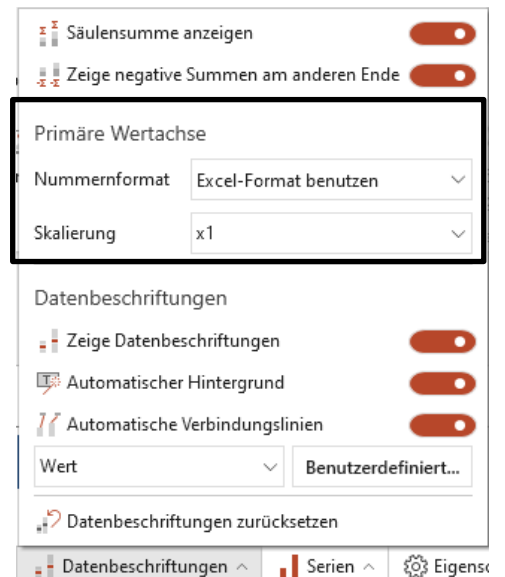 Säulensumme anzeigen
Zeige negative Summen am anderen Ende
Primäre Wertachse
Nummernformat Excel-Format benutzen
Skalierung x1
Datenbeschriftungen
Zeige Datenbeschriftungen
Automatischer Hintergrund
Automatische Verbindungslinien
Wert Benutzerdefiniert...
Datenbeschriftungen zurücksetzen
Datenbeschriftungen Serien Eigensc